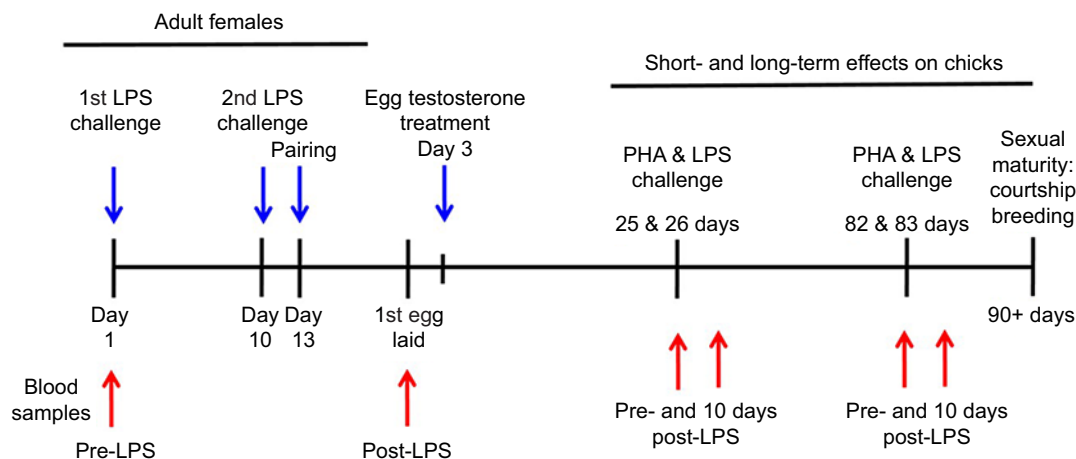 Adult females
Short- and long-term effects on chicks
1st LPS
challenge
2nd LPS
challenge
Pairing
Egg testosterone
treatment
Day 3
PHA & LPS
challenge
25 & 26 days
PHA & LPS
challenge
82 & 83 days
Sexual
maturity:
courtship
breeding
Day
1
Day
10
Day
13
1st egg
laid
90+ days
Blood
samples
Pre-LPS
Post-LPS
Pre- and 10 days
post-LPS
Pre- and 10 days
post-LPS